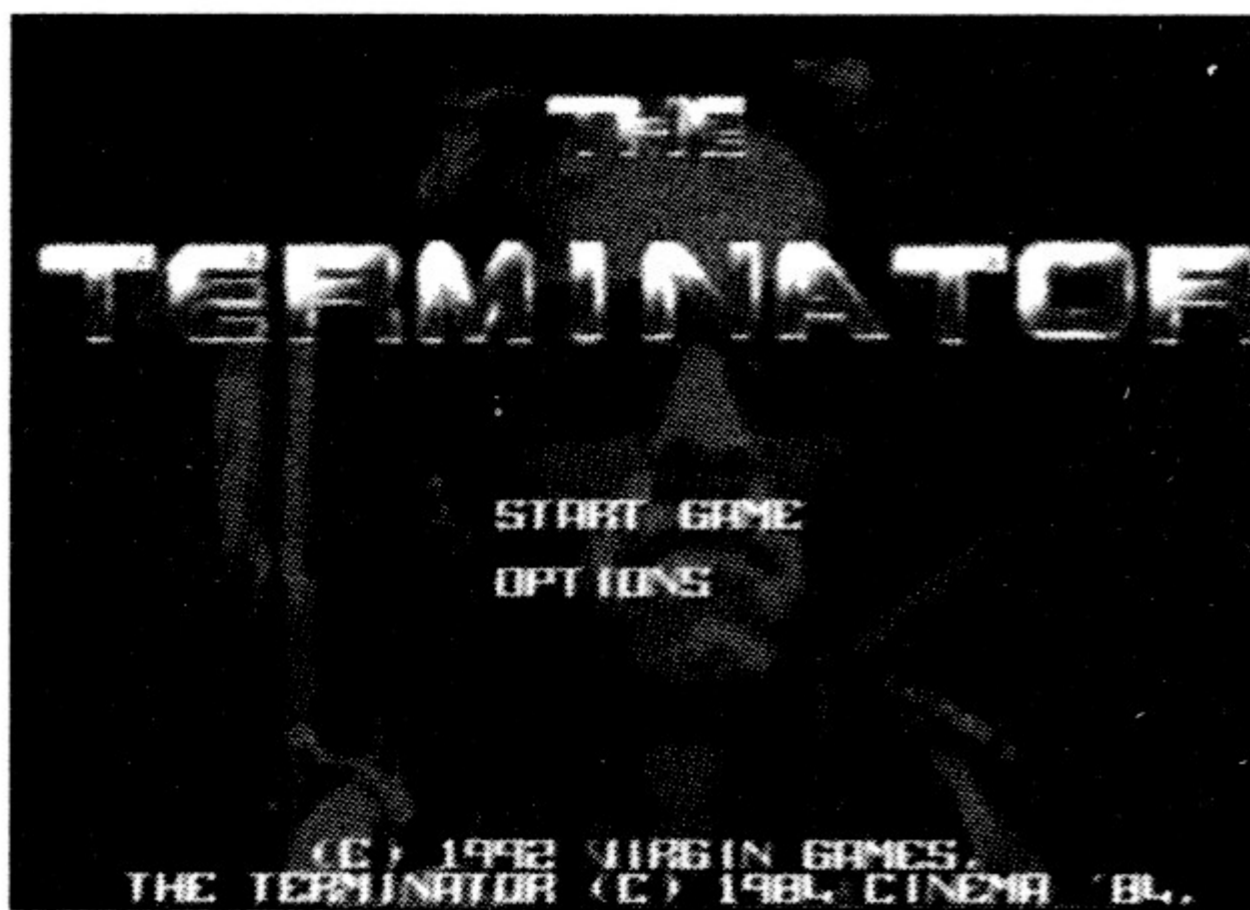 THE
TERMINATOR
START GAME
OPTIONS
(C) 1992 VIRGIN GAMES.
THE TERMINATOR (C) 1984 CINEMA '84.